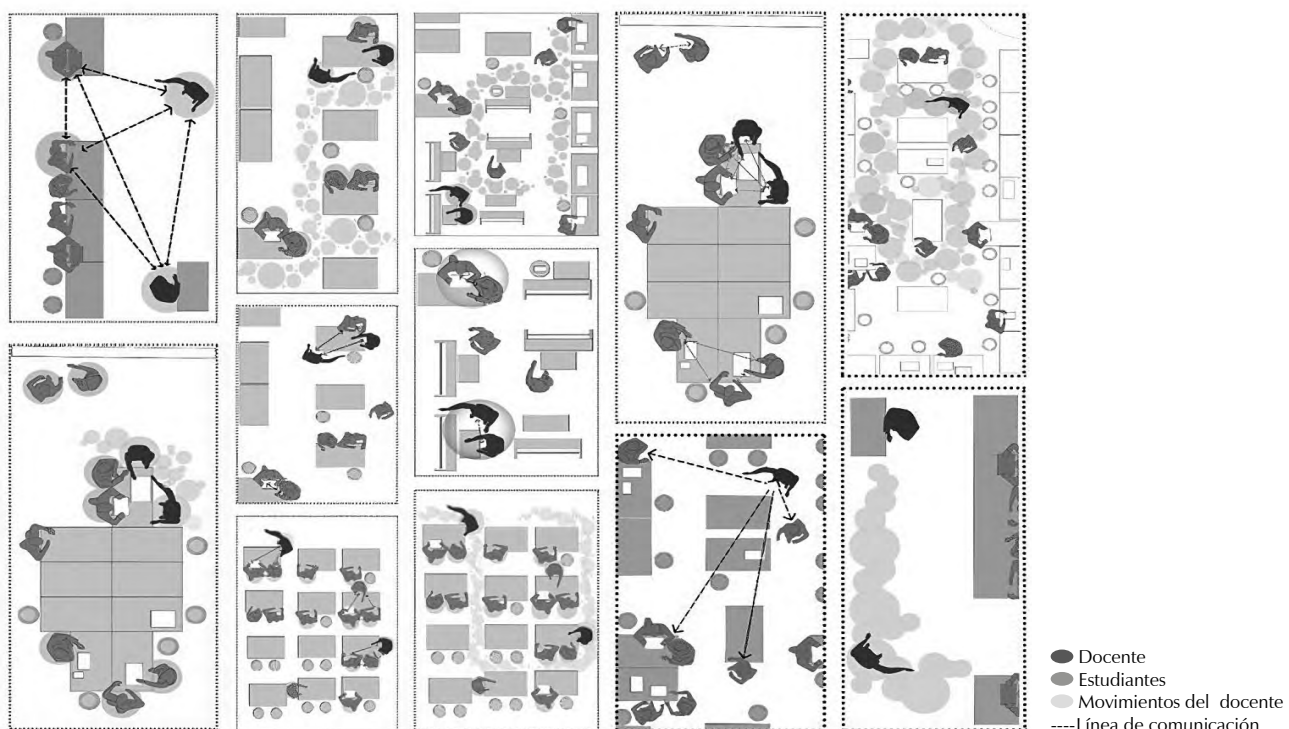 Docente
Estudiantes
Movimientos del docente
----Línea de comunicación